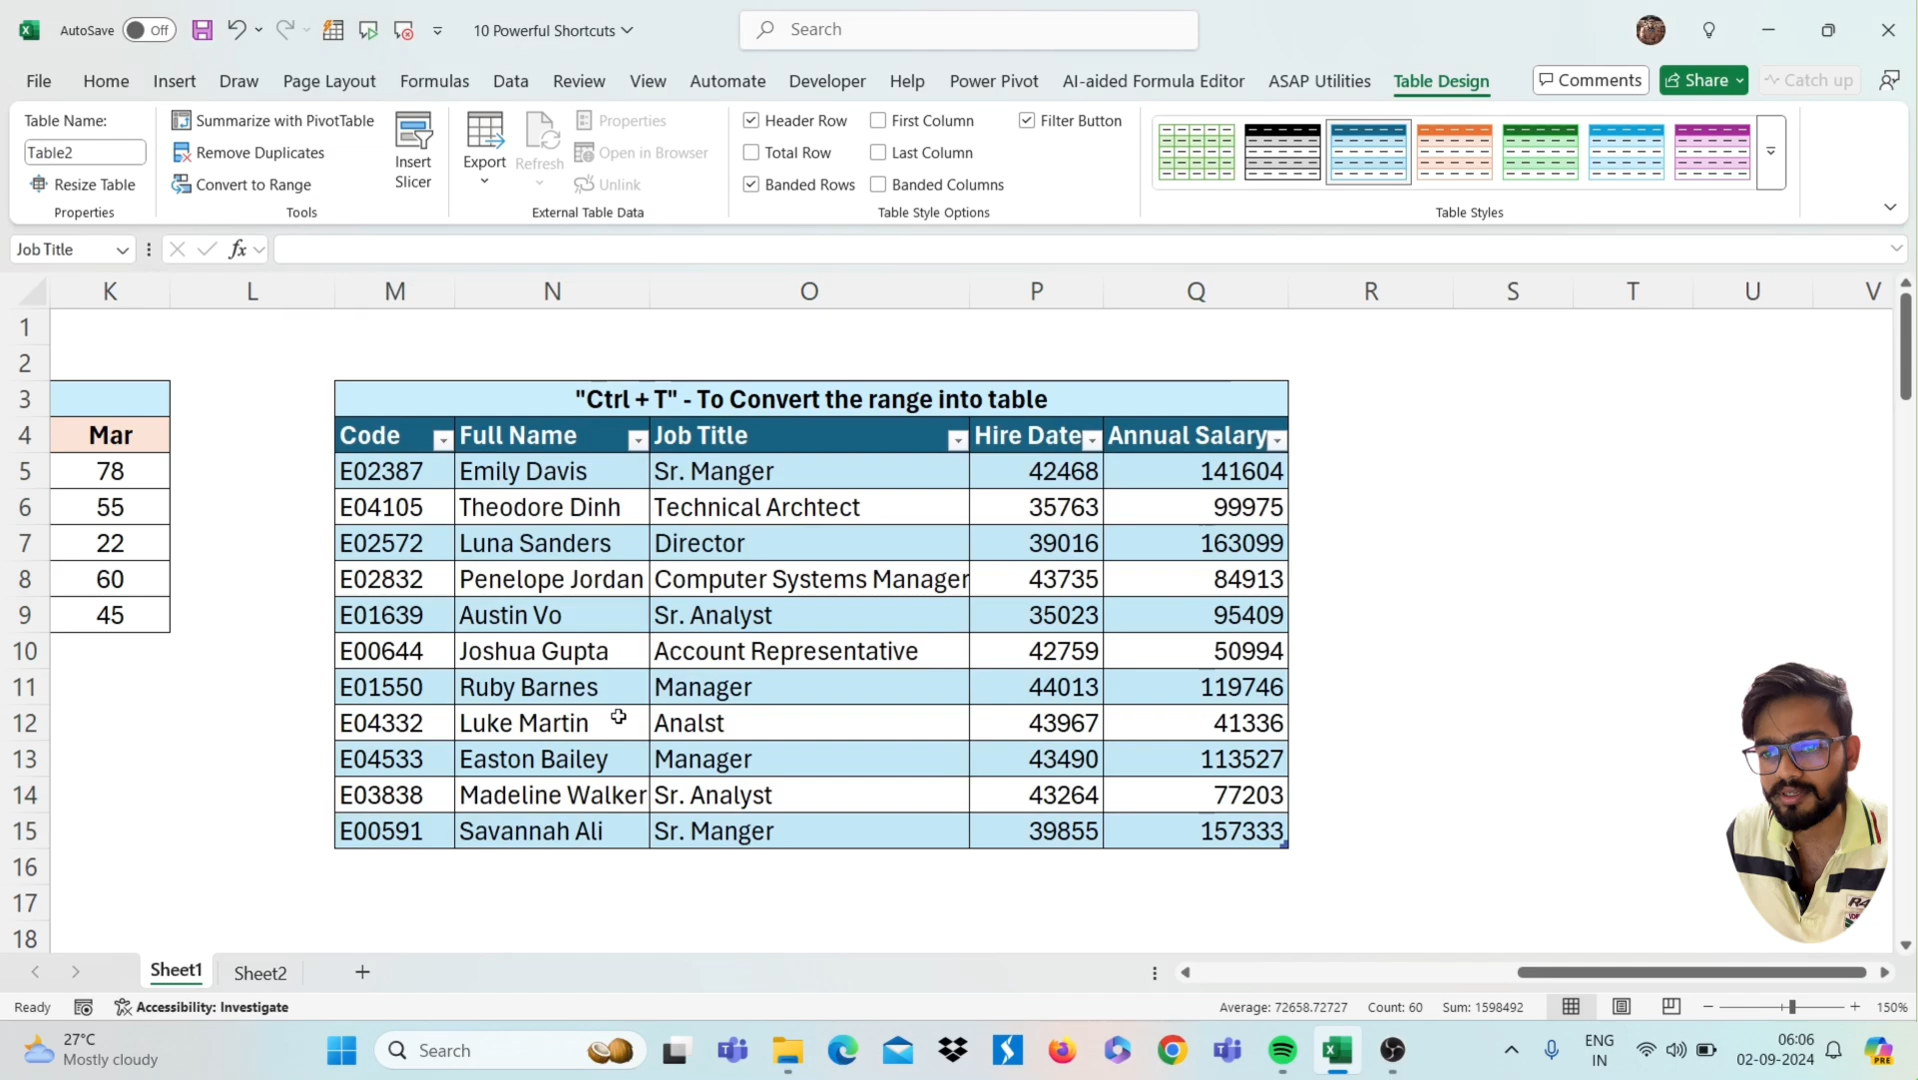 AutoSave Off 10 Powerful Shortcuts Search
File Home Insert Draw Page Layout Formulas Data Review View Automate Developer Help Power Pivot AI-aided Formula Editor ASAP Utilities Table Design Comments Share Catch up
Table Name:
Table2
Resize Table
Properties
Summarize with PivotTable
Remove Duplicates
Convert to Range
Insert
Slicer
Tools
Export
Refresh
Properties
Open in Browser
Unlink
External Table Data
Header Row First Column Filter Button
Total Row Last Column
Banded Rows Banded Columns
Table Style Options
Table Styles
Job Title fx
K L M N O P Q R S T U V
1
2
3 "Ctrl + T" - To Convert the range into table
4 Mar Code Full Name Job Title Hire Date Annual Salary
5 78 E02387 Emily Davis Sr. Manger 42468 141604
6 55 E04105 Theodore Dinh Technical Archtect 35763 99975
7 22 E02572 Luna Sanders Director 39016 163099
8 60 E02832 Penelope Jordan Computer Systems Manager 43735 84913
9 45 E01639 Austin Vo Sr. Analyst 35023 95409
10 E00644 Joshua Gupta Account Representative 42759 50994
11 E01550 Ruby Barnes Manager 44013 119746
12 E04332 Luke Martin Analst 43967 41336
13 E04533 Easton Bailey Manager 43490 113527
14 E03838 Madeline Walker Sr. Analyst 43264 77203
15 E00591 Savannah Ali Sr. Manger 39855 157333
16
17
18
Sheet1 Sheet2
Ready Accessibility: Investigate Average: 72658.72727 Count: 60 Sum: 1598492 150%
27°C
Mostly cloudy
Search
ENG
IN
06:06
02-09-2024
PRE